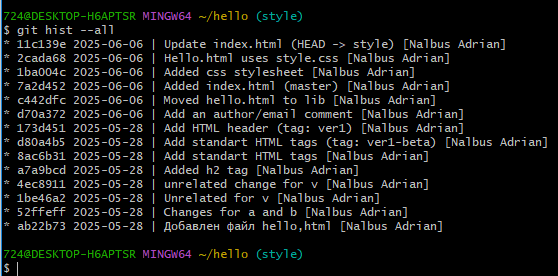 724@DESKTOP-H6APTSR MINGW64 ~/hello (style)
$ git hist --all
* 11c139e 2025-06-06 | Update index.html (HEAD -> style) [Nalbus Adrian]
* 2cada68 2025-06-06 | Hello.html uses style.css [Nalbus Adrian]
* 1ba004c 2025-06-06 | Added css stylesheet [Nalbus Adrian]
* 7a2d452 2025-06-06 | Added index.html (master) [Nalbus Adrian]
* c442dfc 2025-06-06 | Moved hello.html to lib [Nalbus Adrian]
* d70a372 2025-06-06 | Add an author/email comment [Nalbus Adrian]
* 173d451 2025-05-28 | Add HTML header (tag: ver1) [Nalbus Adrian]
* d80a4b5 2025-05-28 | Add standart HTML tags (tag: ver1-beta) [Nalbus Adrian]
* 8ac6b31 2025-05-28 | Add standart HTML tags [Nalbus Adrian]
* a7a9bcd 2025-05-28 | Added h2 tag [Nalbus Adrian]
* 4ec8911 2025-05-28 | unrelated change for v [Nalbus Adrian]
* 1be46a2 2025-05-28 | Unrelated for v [Nalbus Adrian]
* 52ffeff 2025-05-28 | Changes for a and b [Nalbus Adrian]
* ab22b73 2025-05-28 | Добавлен файл hello,html [Nalbus Adrian]
724@DESKTOP-H6APTSR MINGW64 ~/hello (style)
$